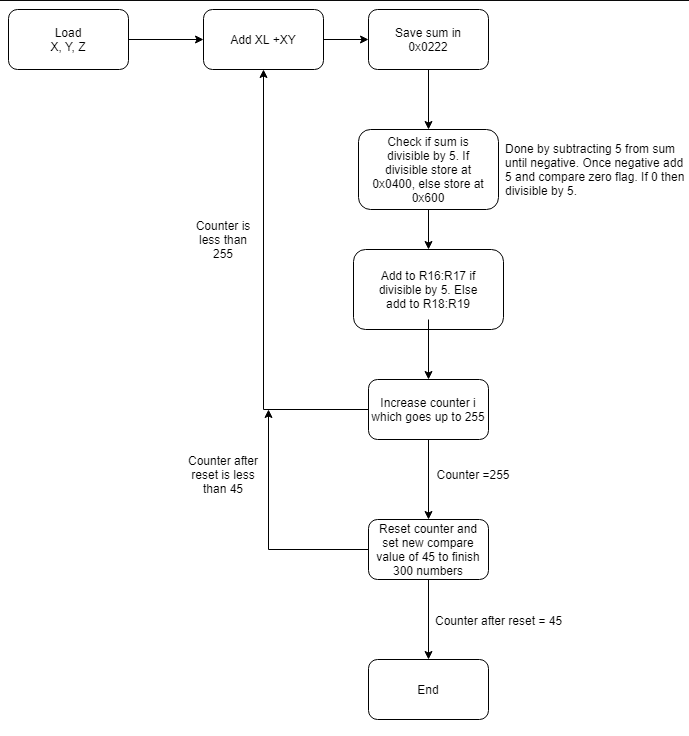 Load
X, Y, Z
Add XL +XY
Save sum in
0x0222
Check if sum is
divisible by 5. If
divisible store at
0x0400, else store at
0x600
Done by subtracting 5 from sum
until negative. Once negative add
5 and compare zero flag. If 0 then
divisible by 5.
Counter is
less than
255
Add to R16:R17 if
divisible by 5. Else
add to R18:R19
Increase counter i
which goes up to 255
Counter after
reset is less
than 45
Counter =255
Reset counter and
set new compare
value of 45 to finish
300 numbers
Counter after reset = 45
End